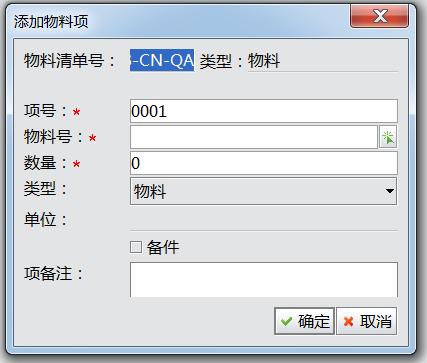 添加物料项
物料清单号： -CN-QA 类型：物料
项号：* 0001
物料号：*
数量：* 0
类型： 物料
单位：
备件
项备注：
确定 取消